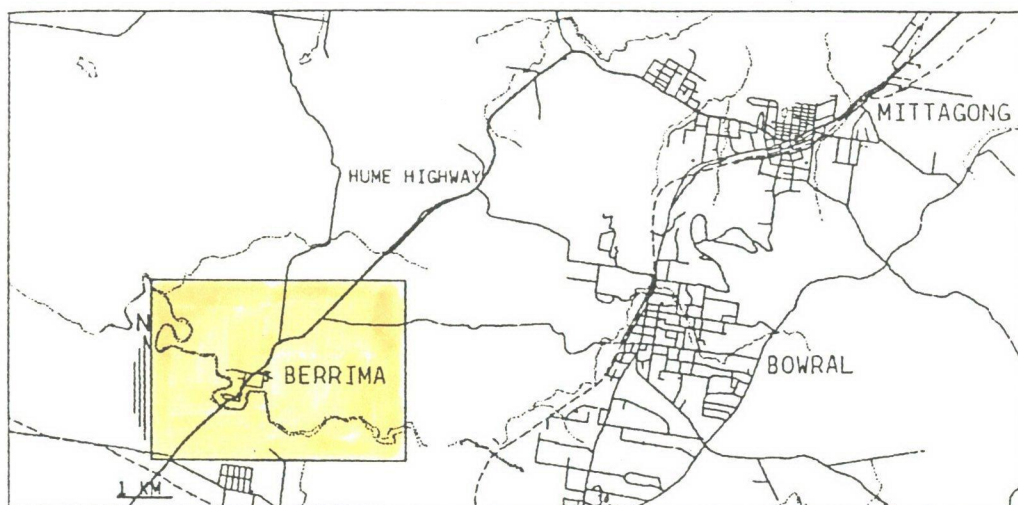 MITTAGONG
HUME HIGHWAY
N
BERRIMA
BOWRAL
1 KM